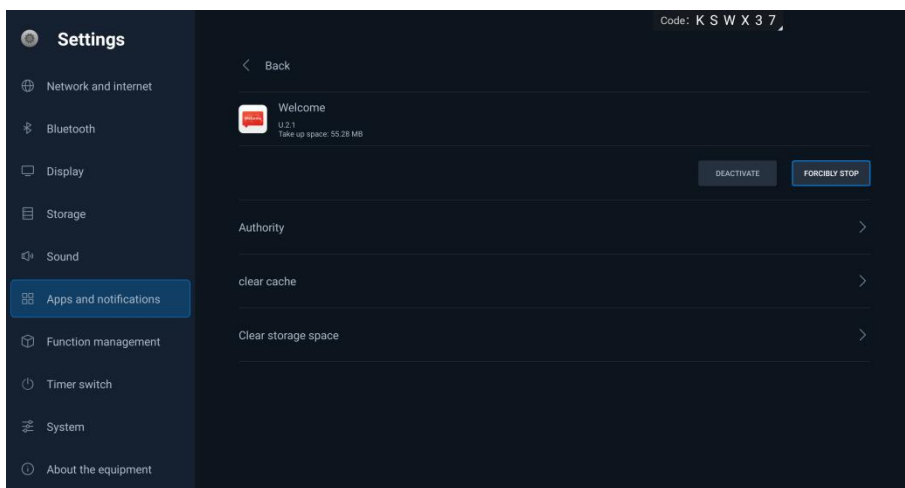 Code: K S W X 3 7
Settings
Back
Network and internet
Welcome
U.2.1
Take up space: 55.28 MB
Bluetooth
Display
DEACTIVATE
FORCIBLY STOP
Storage
Authority
Sound
clear cache
Apps and notifications
Function management
Clear storage space
Timer switch
System
About the equipment